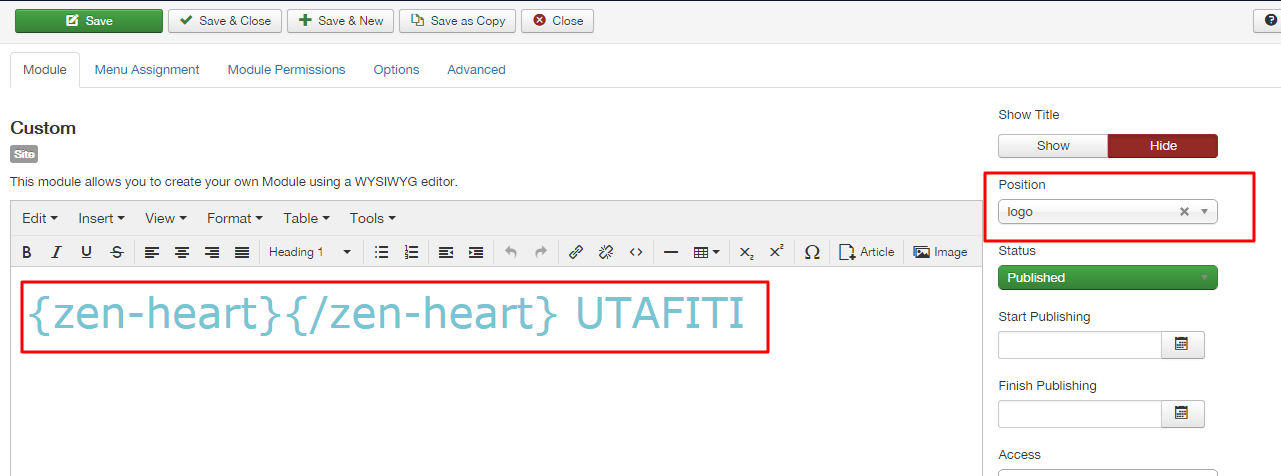 Save Save & Close Save & New Save as Copy Close ?
Module Menu Assignment Module Permissions Options Advanced
Custom
Site
This module allows you to create your own Module using a WYSIWYG editor.
Edit Insert View Format Table Tools
B I U S Heading 1 x₂ x² Ω Article Image
{zen-heart}{/zen-heart} UTAFITI
Show Title
Show Hide
Position
logo
Status
Published
Start Publishing
Finish Publishing
Access